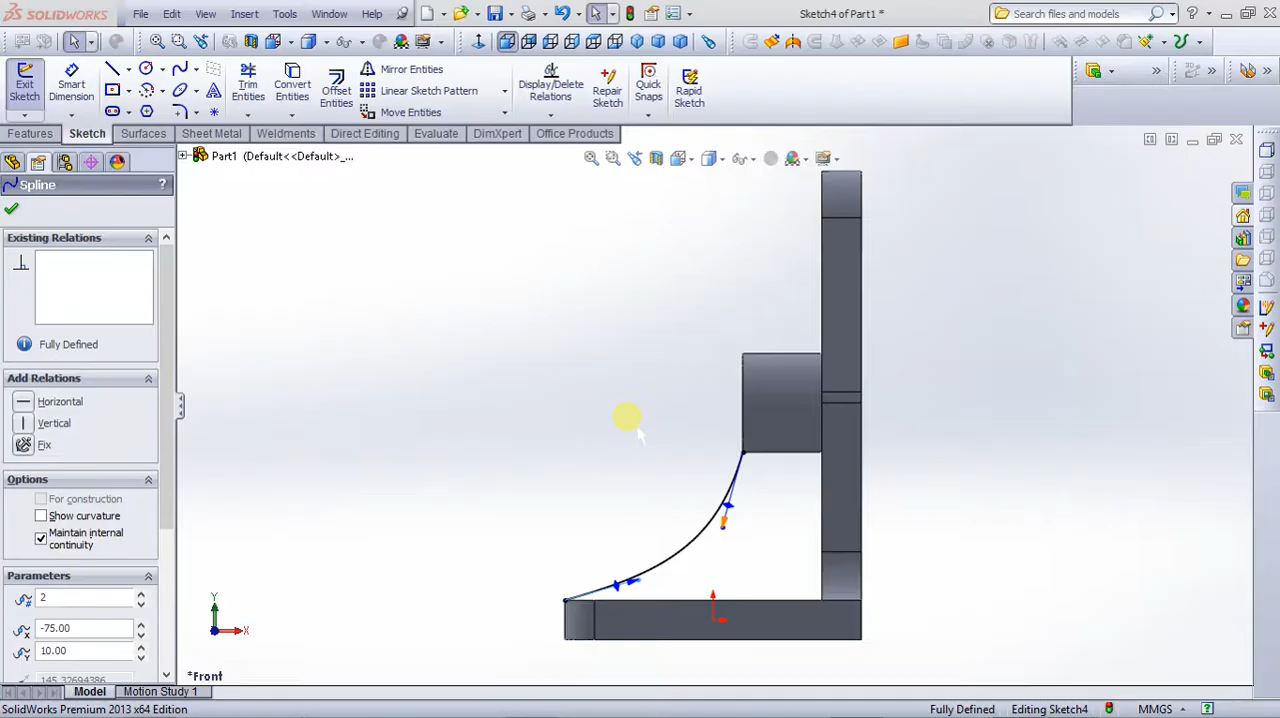 SOLIDWORKS File Edit View Insert Tools Window Help Sketch4 of Part1 * Search files and models
Exit Sketch Smart Dimension Trim Entities Convert Entities Offset Entities Mirror Entities Display/Delete Relations Repair Sketch Quick Snaps Rapid Sketch
Linear Sketch Pattern
Move Entities
Features Sketch Surfaces Sheet Metal Weldments Direct Editing Evaluate DimXpert Office Products
Part1 (Default<<Default>_...
Spline ?
Existing Relations
Fully Defined
Add Relations
Horizontal
Vertical
Fix
Options
For construction
Show curvature
Maintain internal
continuity
Parameters
2
-75.00
10.00
145.32694386
Y
X
*Front
Model Motion Study 1
SolidWorks Premium 2013 x64 Edition Fully Defined Editing Sketch4 MMGS